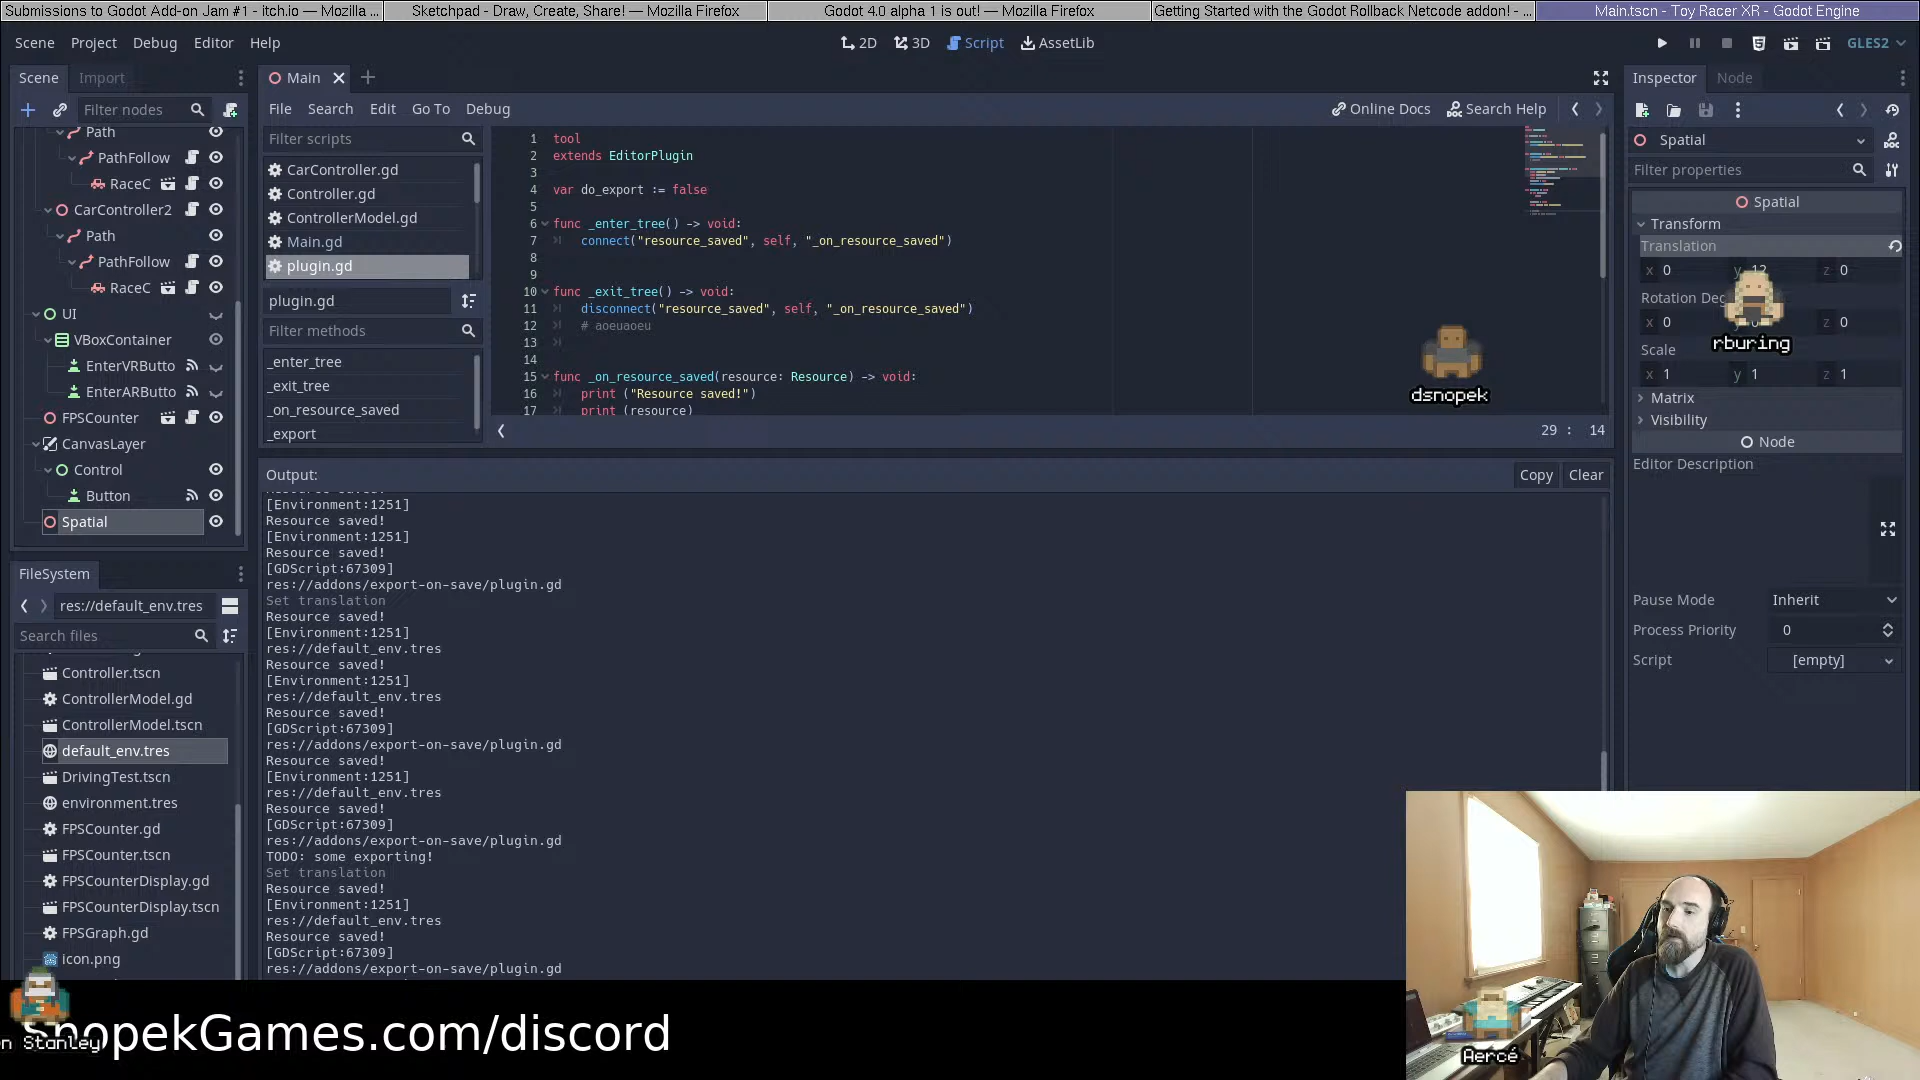 Submissions to Godot Add-on Jam #1 - itch.io — Mozilla ...
Sketchpad - Draw, Create, Share! — Mozilla Firefox
Godot 4.0 alpha 1 is out! — Mozilla Firefox
Getting Started with the Godot Rollback Netcode addon! - ...
Main.tscn - Toy Racer XR - Godot Engine
Scene Project Debug Editor Help
2D 3D Script AssetLib
GLES2
Scene Import
Filter nodes
Path
PathFollow
RaceC
CarController2
Path
PathFollow
RaceC
UI
VBoxContainer
EnterVRButto
EnterARButto
FPSCounter
CanvasLayer
Control
Button
Spatial
FileSystem
res://default_env.tres
Search files
Controller.tscn
ControllerModel.gd
ControllerModel.tscn
default_env.tres
DrivingTest.tscn
environment.tres
FPSCounter.gd
FPSCounter.tscn
FPSCounterDisplay.gd
FPSCounterDisplay.tscn
FPSGraph.gd
icon.png
Main
File Search Edit Go To Debug
Online Docs Search Help
Filter scripts
CarController.gd
Controller.gd
ControllerModel.gd
Main.gd
plugin.gd
plugin.gd
Filter methods
_enter_tree
_exit_tree
_on_resource_saved
_export
1 tool
2 extends EditorPlugin
3
4 var do_export := false
5
6 func _enter_tree() -> void:
7 connect("resource_saved", self, "_on_resource_saved")
8
9
10 func _exit_tree() -> void:
11 disconnect("resource_saved", self, "_on_resource_saved")
12 # aoeuaoeu
13
14
15 func _on_resource_saved(resource: Resource) -> void:
16 print ("Resource saved!")
17 print (resource)
29 : 14
dsnopek
Output:
Copy Clear
Resource saved!
[Environment:1251]
Resource saved!
[Environment:1251]
Resource saved!
[GDScript:67309]
res://addons/export-on-save/plugin.gd
Set translation
Resource saved!
[Environment:1251]
res://default_env.tres
Resource saved!
[Environment:1251]
res://default_env.tres
Resource saved!
[GDScript:67309]
res://addons/export-on-save/plugin.gd
Resource saved!
[Environment:1251]
res://default_env.tres
Resource saved!
[GDScript:67309]
res://addons/export-on-save/plugin.gd
TODO: some exporting!
Set translation
Resource saved!
[Environment:1251]
res://default_env.tres
Resource saved!
[GDScript:67309]
res://addons/export-on-save/plugin.gd
Inspector Node
Spatial
Filter properties
Spatial
Transform
Translation
x 0 y 12 z 0
Rotation Deg
x 0 y 0 z 0
rburing
Scale
x 1 y 1 z 1
Matrix
Visibility
Node
Editor Description
Pause Mode Inherit
Process Priority 0
Script [empty]
SnopekGames.com/discord
n Stanley
Aercé